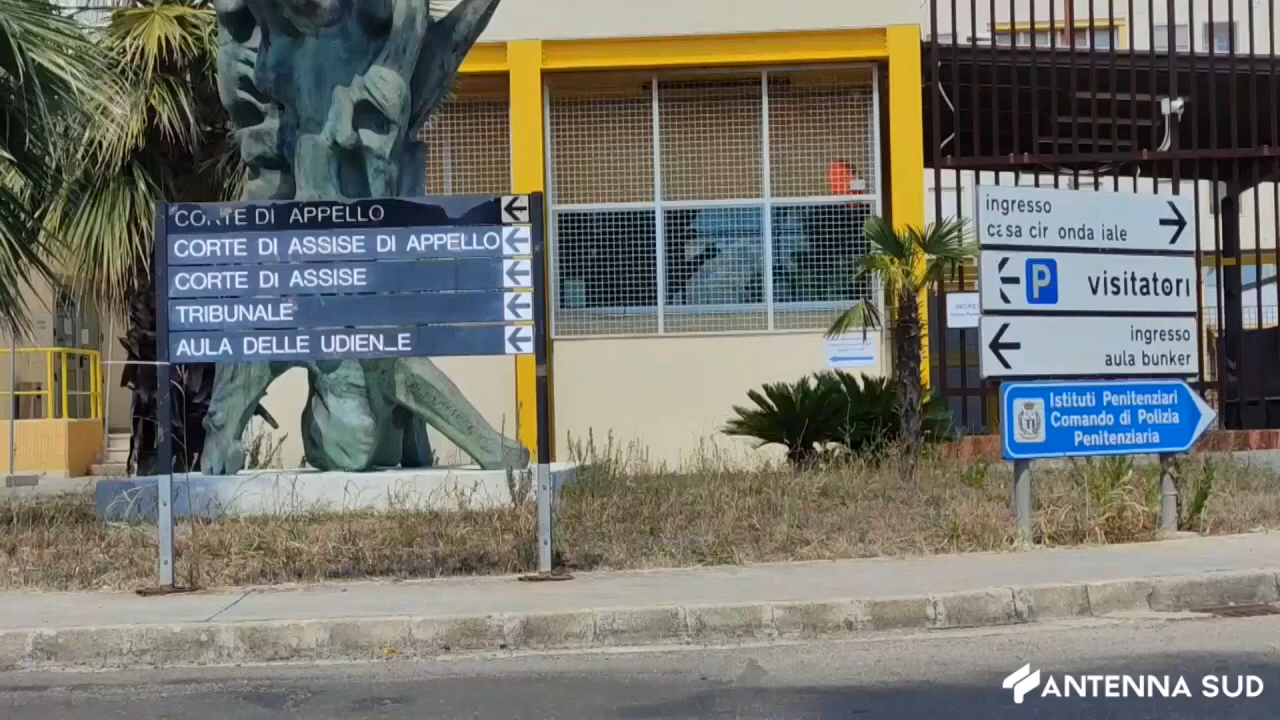 CORTE DI APPELLO
CORTE DI ASSISE DI APPELLO
CORTE DI ASSISE
TRIBUNALE
AULA DELLE UDIEN_E
ingresso
casa cir onda iale
P visitatori
ingresso
aula bunker
Istituti Penitenziari
Comando di Polizia
Penitenziaria
ANTENNA SUD